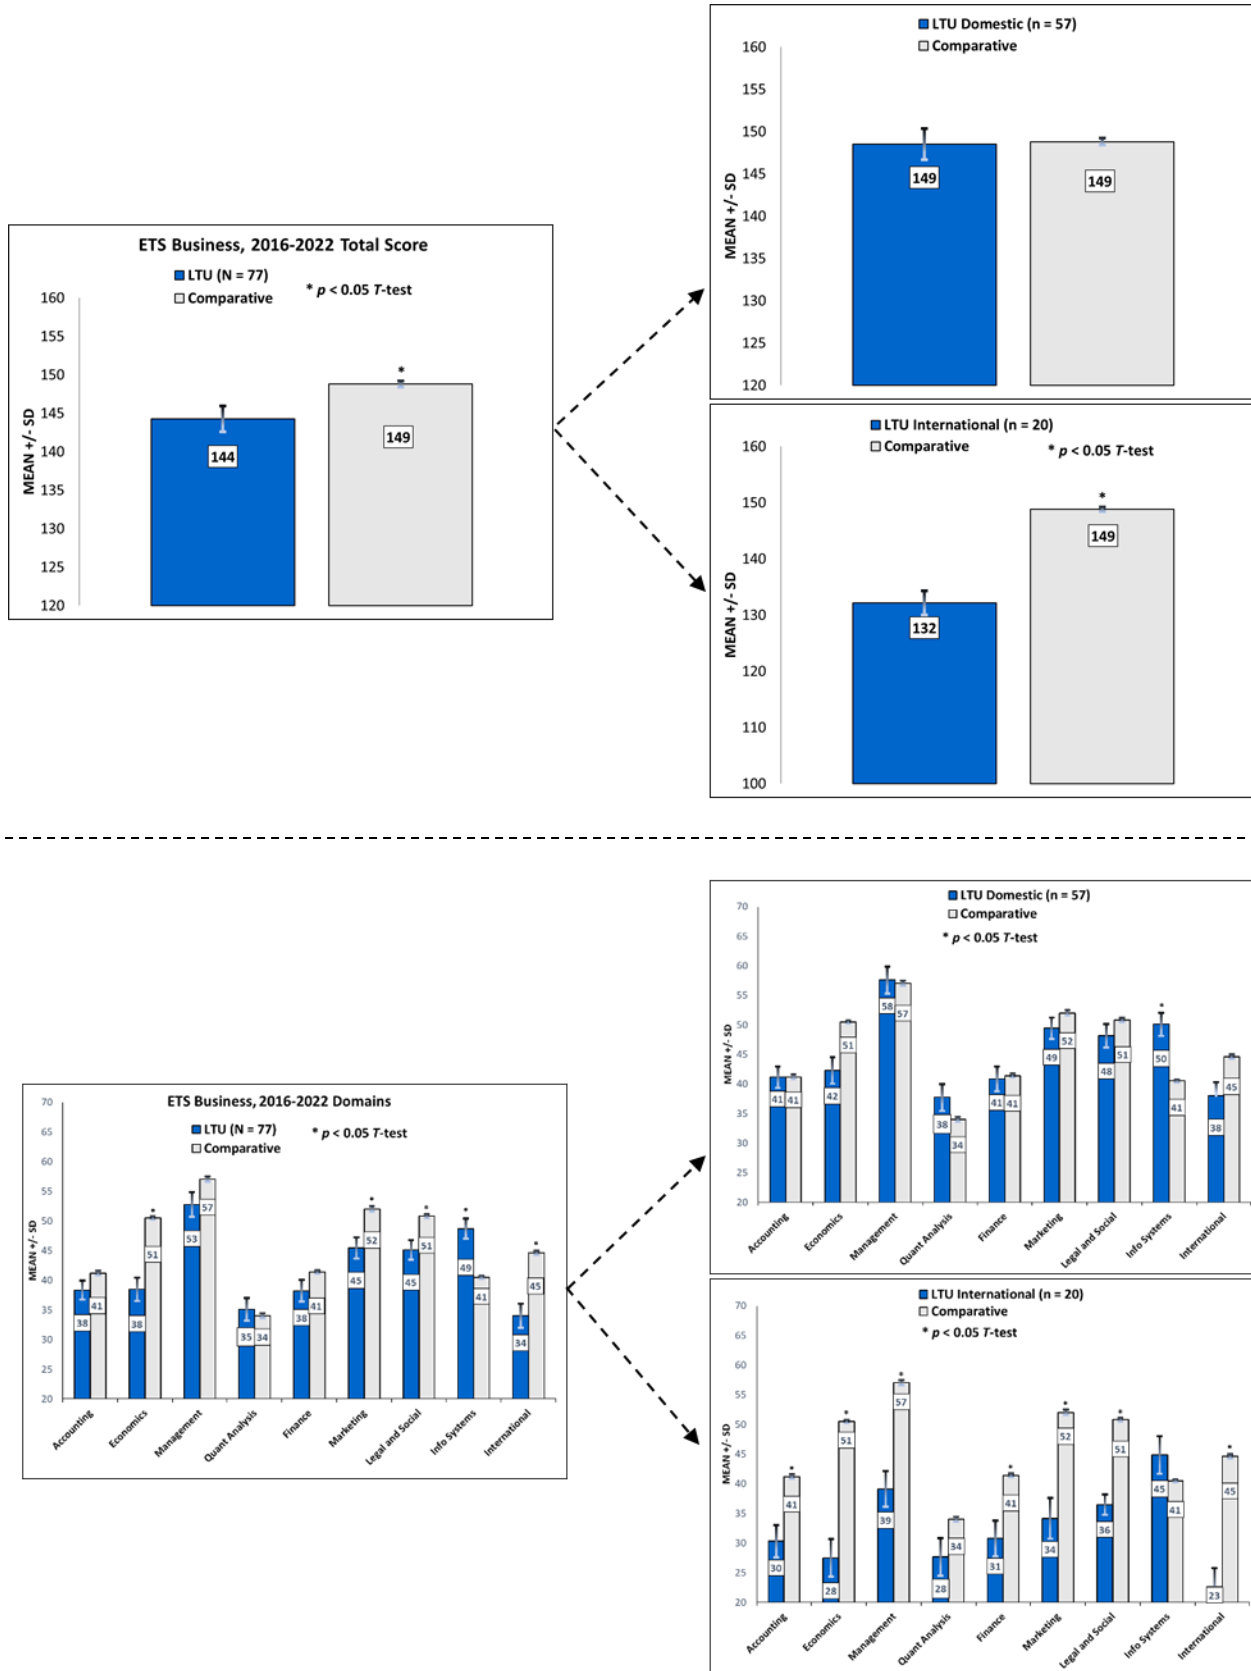 LTU Domestic (n = 57)
Comparative
MEAN +/- SD
160
155
150
145
140
135
130
125
120
149
149
ETS Business, 2016-2022 Total Score
LTU (N = 77)
Comparative
* p < 0.05 T-test
MEAN +/- SD
160
155
150
145
140
135
130
125
120
144
149
*
LTU International (n = 20)
Comparative
* p < 0.05 T-test
MEAN +/- SD
160
150
140
130
120
110
100
132
149
*
LTU Domestic (n = 57)
Comparative
* p < 0.05 T-test
MEAN +/- SD
70
65
60
55
50
45
40
35
30
25
20
41 41
42 51
58 57
38 34
41 41
49 52
48 51
* 50 41
38 45
Accounting
Economics
Management
Quant Analysis
Finance
Marketing
Legal and Social
Info Systems
International
ETS Business, 2016-2022 Domains
LTU (N = 77)
Comparative
* p < 0.05 T-test
MEAN +/- SD
70
65
60
55
50
45
40
35
30
25
20
38 41
38 51 *
53 57
35 34
38 41
45 52 *
45 51 *
* 49 41
34 45 *
Accounting
Economics
Management
Quant Analysis
Finance
Marketing
Legal and Social
Info Systems
International
LTU International (n = 20)
Comparative
* p < 0.05 T-test
MEAN +/- SD
70
65
60
55
50
45
40
35
30
25
20
30 41 *
28 51 *
39 57 *
28 34
31 41 *
34 52 *
36 51 *
45 41
23 45 *
Accounting
Economics
Management
Quant Analysis
Finance
Marketing
Legal and Social
Info Systems
International